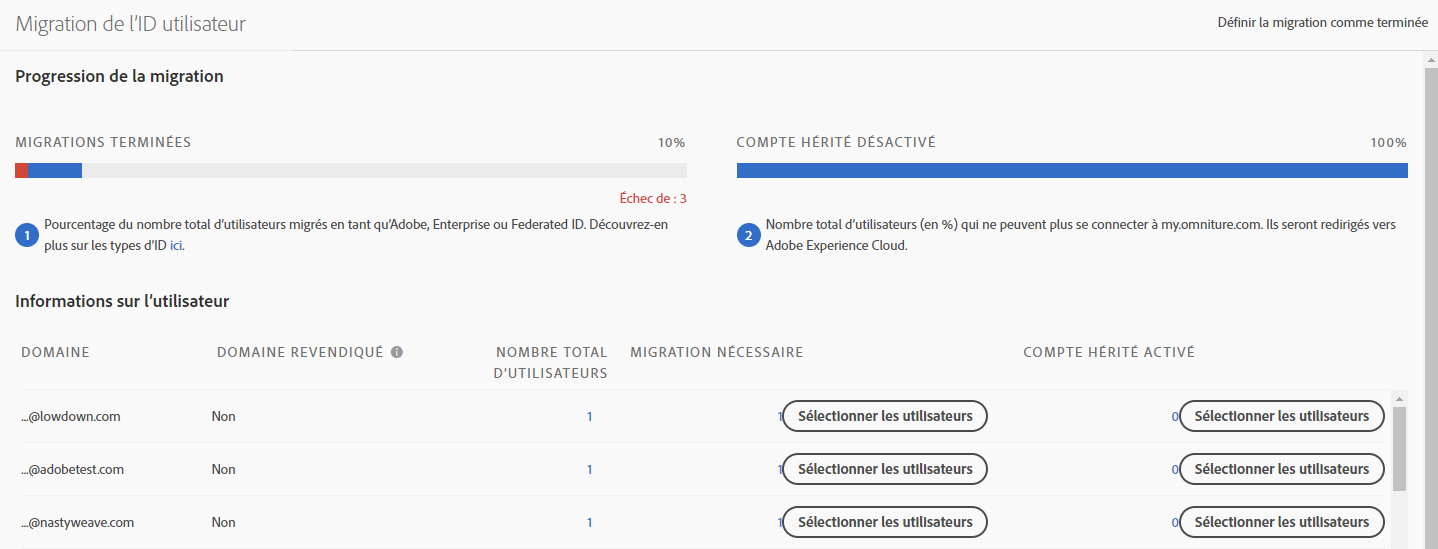 Migration de l’ID utilisateur
Définir la migration comme terminée
Progression de la migration
MIGRATIONS TERMINÉES
10%
Échec de : 3
1
Pourcentage du nombre total d’utilisateurs migrés en tant qu’Adobe, Enterprise ou Federated ID. Découvrez-en
plus sur les types d’ID ici.
COMPTE HÉRITÉ DÉSACTIVÉ
100%
2
Nombre total d’utilisateurs (en %) qui ne peuvent plus se connecter à my.omniture.com. Ils seront redirigés vers
Adobe Experience Cloud.
Informations sur l’utilisateur
DOMAINE
DOMAINE REVENDIQUÉ
NOMBRE TOTAL
D’UTILISATEURS
MIGRATION NÉCESSAIRE
COMPTE HÉRITÉ ACTIVÉ
...@lowdown.com Non 1 1 Sélectionner les utilisateurs 0 Sélectionner les utilisateurs
...@adobetest.com Non 1 1 Sélectionner les utilisateurs 0 Sélectionner les utilisateurs
...@nastyweave.com Non 1 1 Sélectionner les utilisateurs 0 Sélectionner les utilisateurs